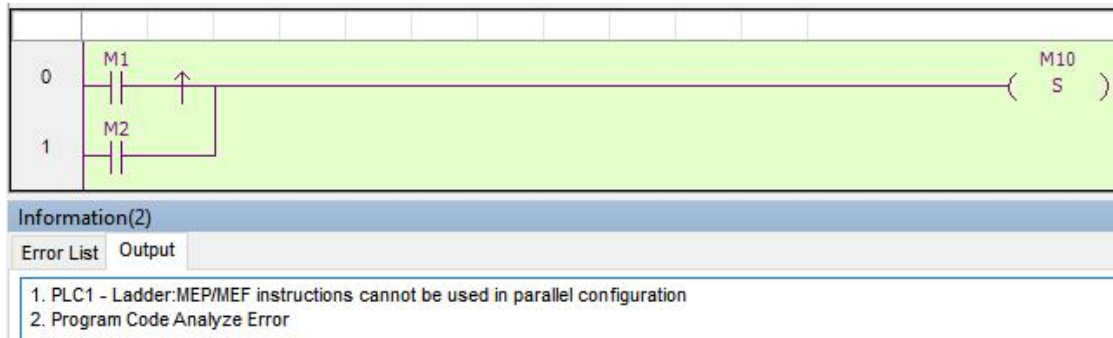 M1
M10
0
S
M2
1
Information(2)
Error List Output
1. PLC1 - Ladder:MEP/MEF instructions cannot be used in parallel configuration
2. Program Code Analyze Error